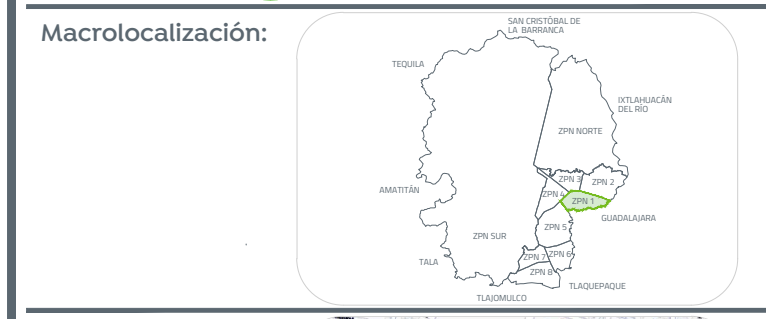 Macrolocalización:
SAN CRISTÓBAL DE
LA BARRANCA
TEQUILA
IXTLAHUACÁN
DEL RÍO
ZPN NORTE
ZPN 3
ZPN 2
AMATITÁN
ZPN 4
ZPN 1
GUADALAJARA
ZPN 5
ZPN SUR
ZPN 7
ZPN 6
TALA
ZPN 8
TLAQUEPAQUE
TLAJOMULCO